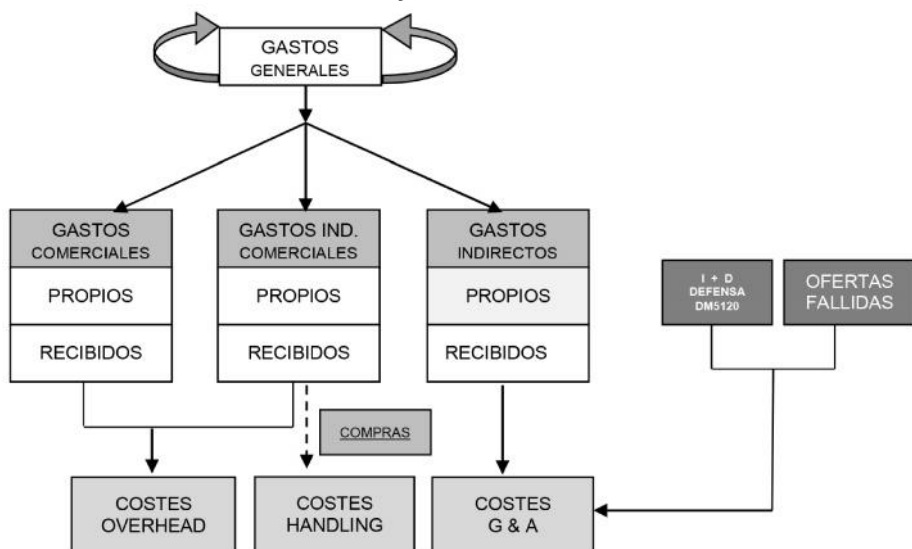 GASTOS
GENERALES
GASTOS
COMERCIALES
PROPIOS
RECIBIDOS
GASTOS IND.
COMERCIALES
PROPIOS
RECIBIDOS
GASTOS
INDIRECTOS
PROPIOS
RECIBIDOS
I + D
DEFENSA
DM5120
OFERTAS
FALLIDAS
COMPRAS
COSTES
OVERHEAD
COSTES
HANDLING
COSTES
G & A